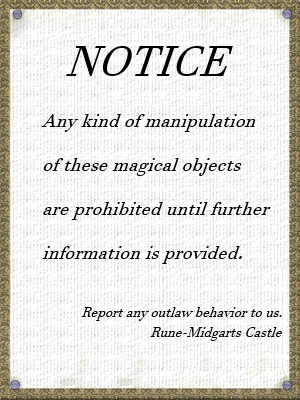 NOTICE
Any kind of manipulation
of these magical objects
are prohibited until further
information is provided.
Report any outlaw behavior to us.
Rune-Midgarts Castle